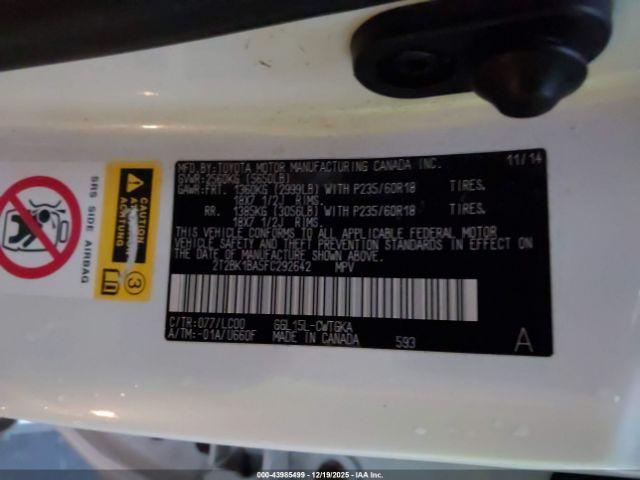 MFD.BY:TOYOTA MOTOR MANUFACTURING CANADA INC. 11/14
GVWR:2560KG (5650LB)
GAWR:FRT. 1360KG (2999LB) WITH P235/60R18 TIRES,
18X7 1/2J RIMS,
RR. 1385KG (3056LB) WITH P235/60R18 TIRES,
18X7 1/2J RIMS.
THIS VEHICLE CONFORMS TO ALL APPLICABLE FEDERAL MOTOR
VEHICLE SAFETY AND THEFT PREVENTION STANDARDS IN EFFECT
ON THE DATE OF MANUFACTURE SHOWN ABOVE.
2T2BK1BA5FC292642 MPV
C/TR:077/LC00 GGL15L-CWTGKA
A/TM:-01A/U660F MADE IN CANADA 593 A
SRS SIDE AIRBAG
CAUTION
000-43985499 - 12/19/2025 - IAA Inc.